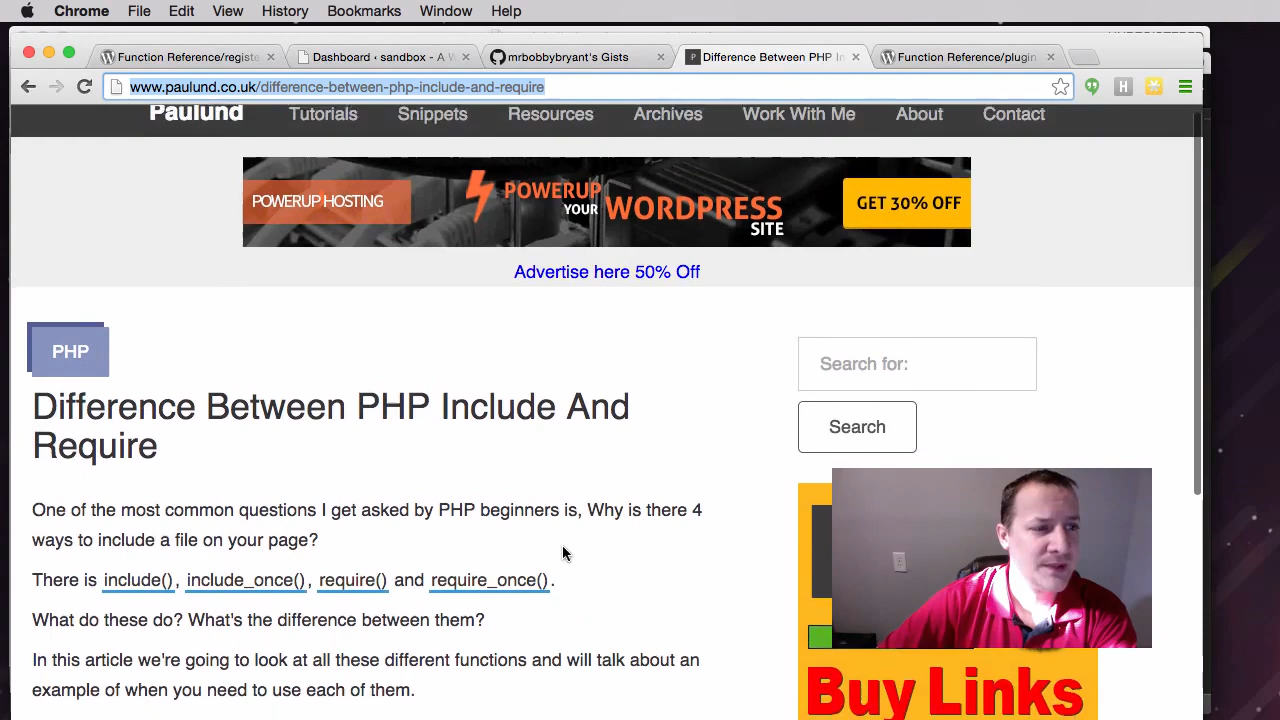 Chrome File Edit View History Bookmarks Window Help
Function Reference/registe
Dashboard ‹ sandbox - A W
mrbobbybryant's Gists
Difference Between PHP In
Function Reference/plugin
www.paulund.co.uk/difference-between-php-include-and-require
Paulund Tutorials Snippets Resources Archives Work With Me About Contact
POWERUP HOSTING
POWERUP
YOUR WORDPRESS
SITE
GET 30% OFF
Advertise here 50% Off
PHP
Difference Between PHP Include And
Require
One of the most common questions I get asked by PHP beginners is, Why is there 4
ways to include a file on your page?
There is include(), include_once(), require() and require_once().
What do these do? What's the difference between them?
In this article we're going to look at all these different functions and will talk about an
example of when you need to use each of them.
Search for:
Search
Buy Links